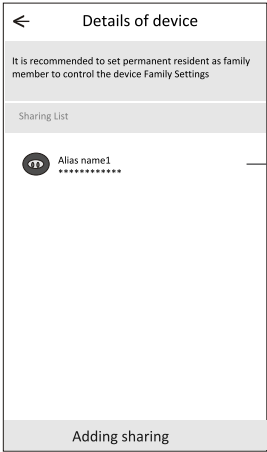 Details of device
It is recommended to set permanent resident as family
member to control the device Family Settings
Sharing List
Alias name1
************
Adding sharing